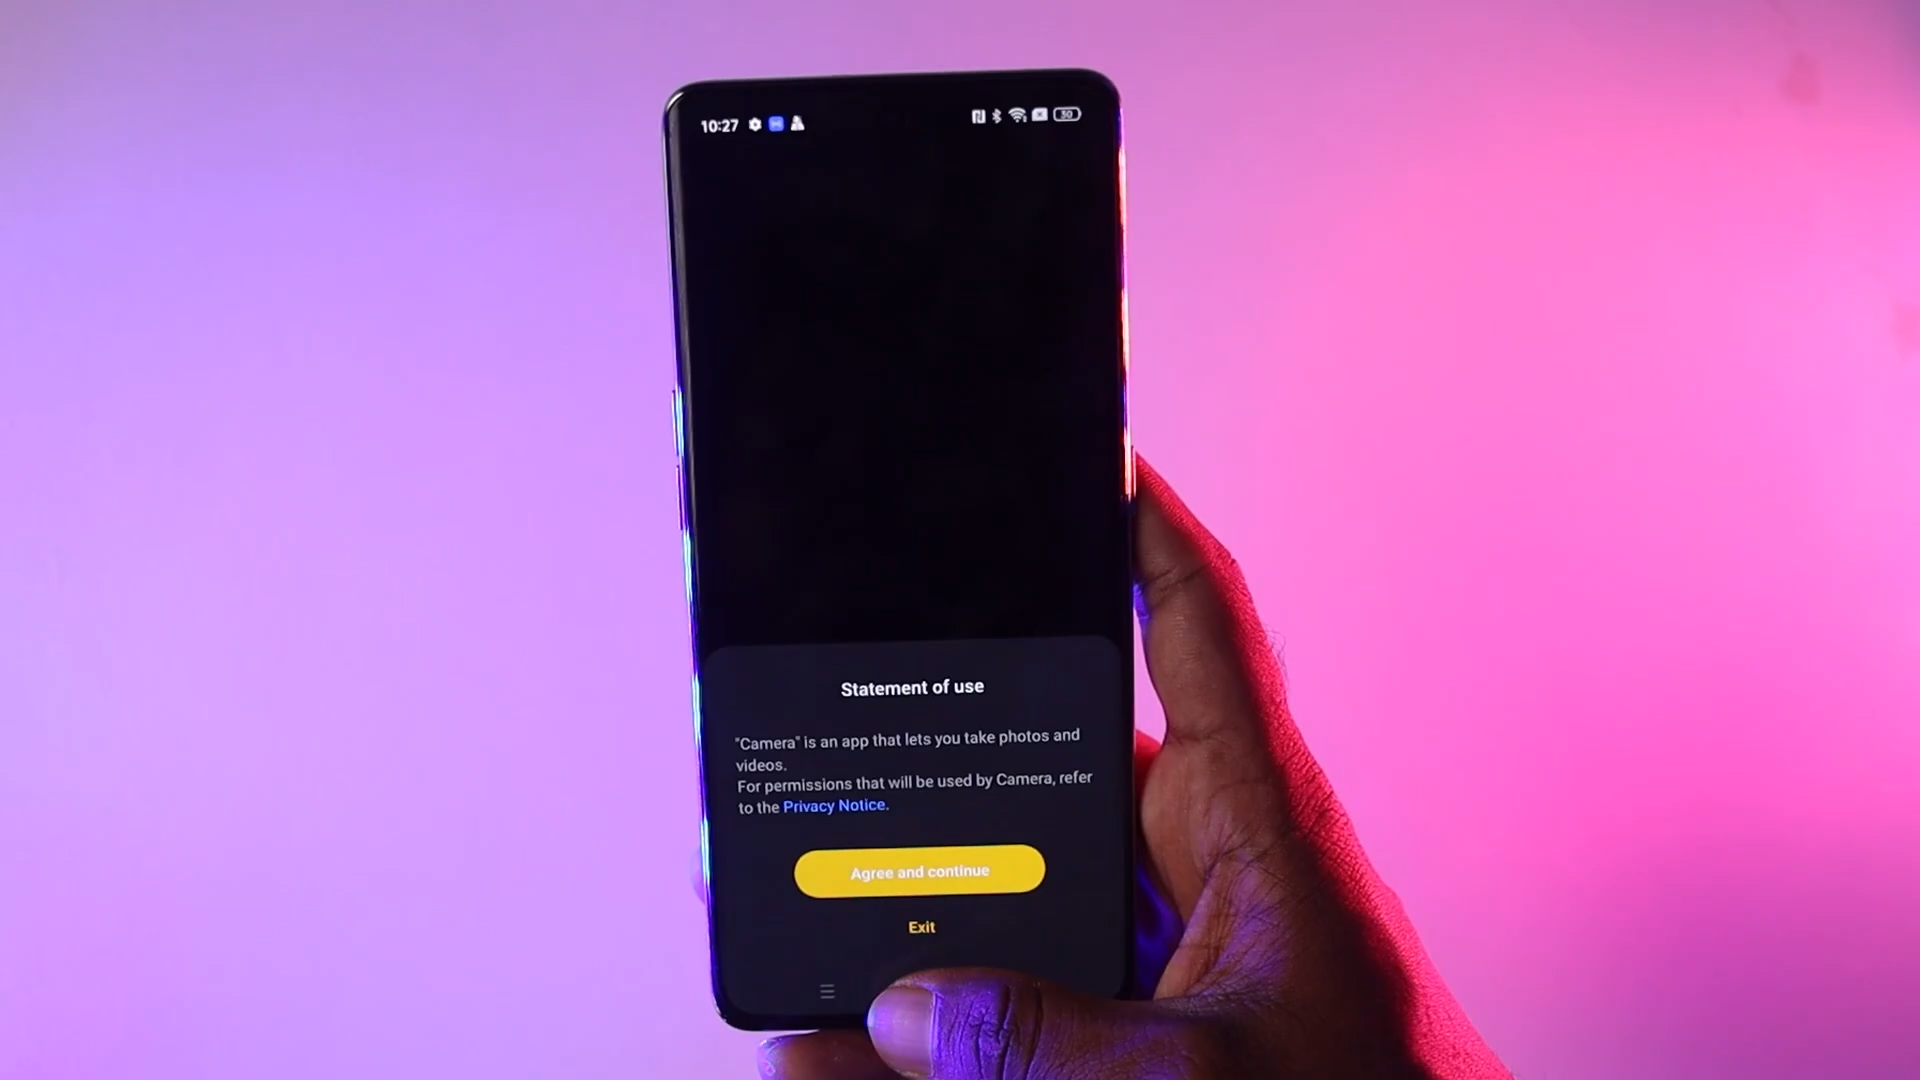 10:27
30
Statement of use
"Camera" is an app that lets you take photos and
videos.
For permissions that will be used by Camera, refer
to the Privacy Notice.
Agree and continue
Exit